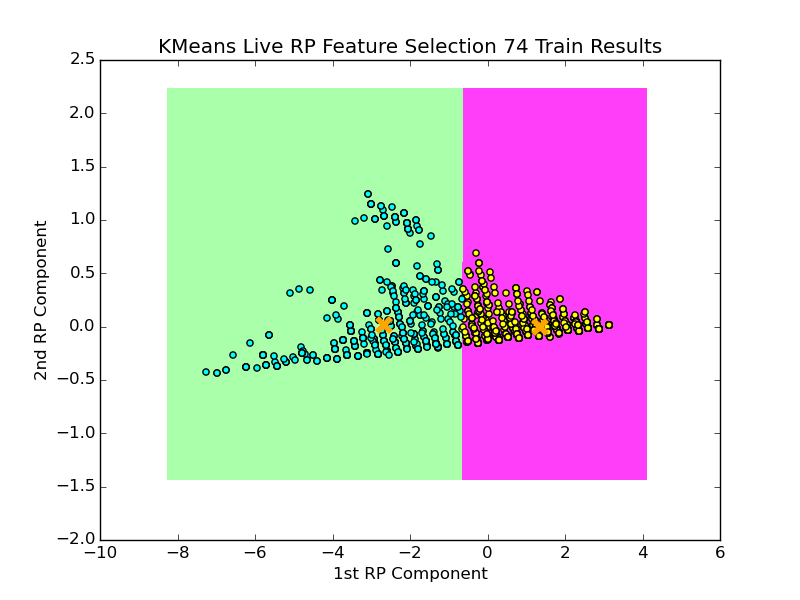 KMeans Live RP Feature Selection 74 Train Results
2.5
2.0
1.5
1.0
0.5
0.0
−0.5
−1.0
−1.5
−2.0
2nd RP Component
−10 −8 −6 −4 −2 0 2 4 6
1st RP Component